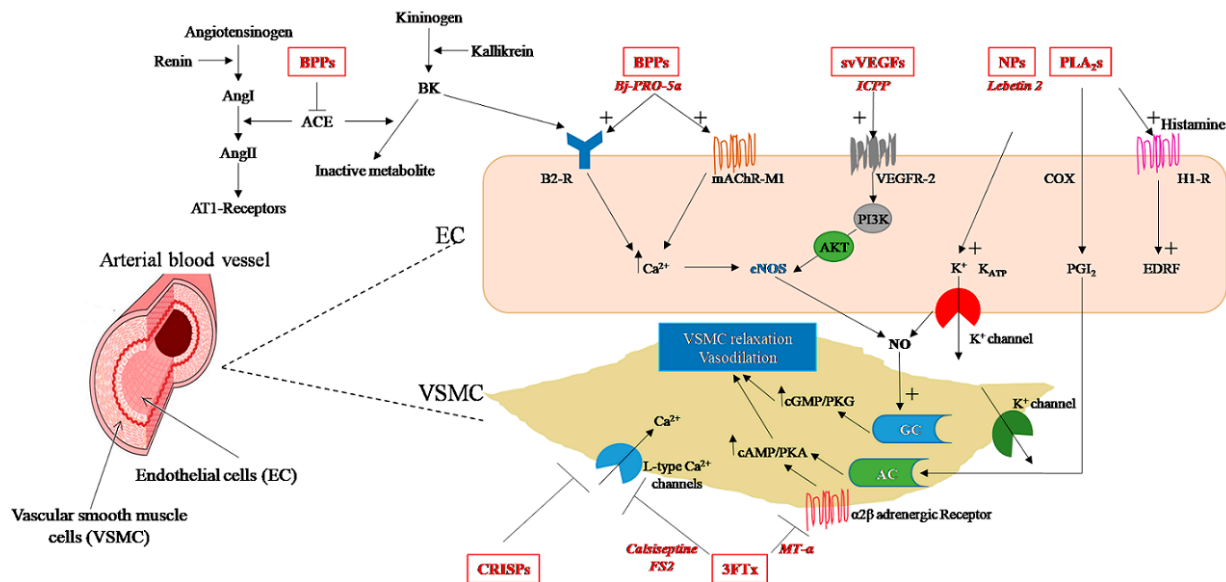 Kininogen
Angiotensinogen
Renin
BPPs
Kallikrein
BPPs
Bj-PRO-5a
svVEGFs
ICPP
NPs
Lebetin 2
PLA₂s
AngI
BK
ACE
Histamine
AngII
Inactive metabolite
B2-R
mAChR-M1
VEGFR-2
COX
H1-R
AT1-Receptors
PI3K
EC
AKT
Arterial blood vessel
Ca²⁺
eNOS
K⁺
K_ATP
PGI₂
EDRF
VSMC relaxation
Vasodilation
NO
K⁺ channel
VSMC
cGMP/PKG
K⁺ channel
Ca²⁺
GC
cAMP/PKA
L-type Ca²⁺
channels
AC
Endothelial cells (EC)
α2β adrenergic Receptor
Vascular smooth muscle
cells (VSMC)
CRISPs
Calsiseptine
FS2
3FTx
MT-α